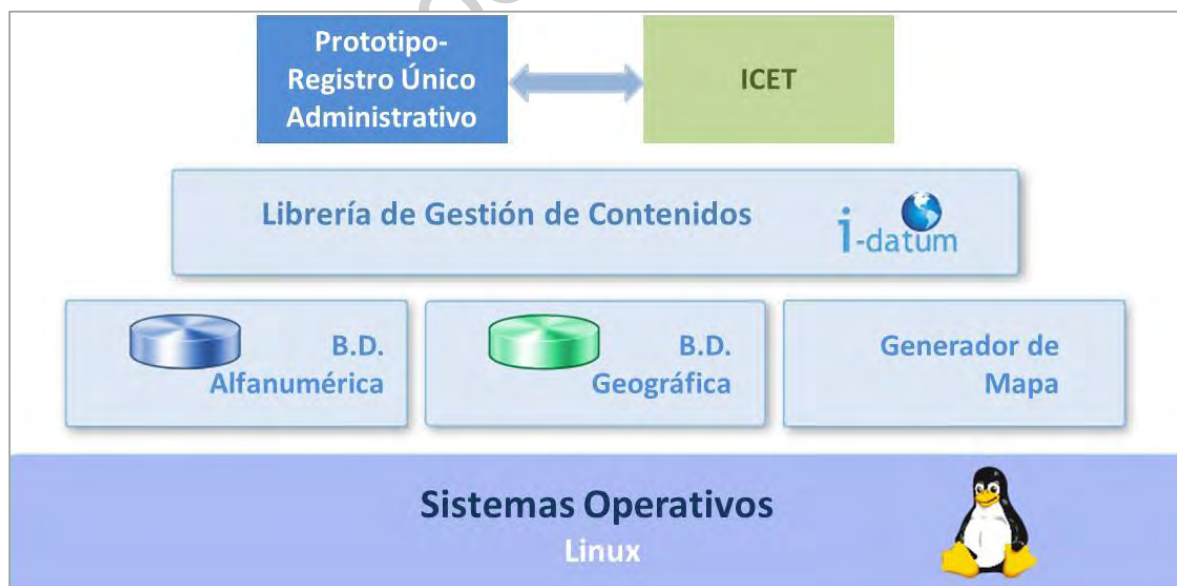 Prototipo-
Registro Único
Administrativo
ICET
Librería de Gestión de Contenidos
i-datum
B.D.
Alfanumérica
B.D.
Geográfica
Generador de
Mapa
Sistemas Operativos
Linux